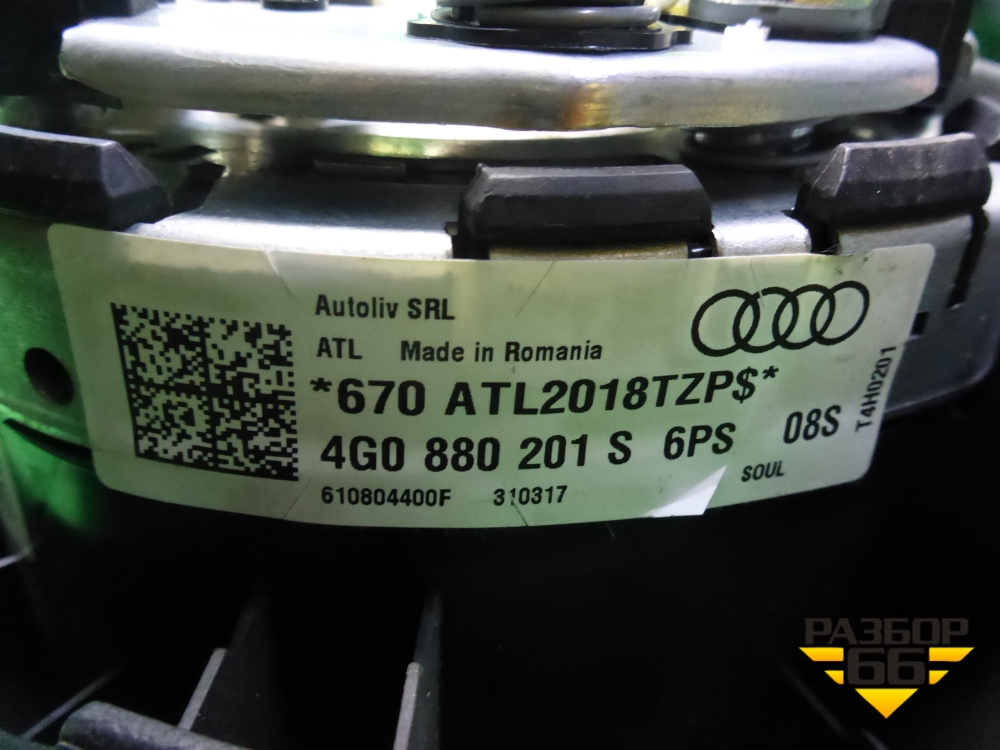 Autoliv SRL
ATL Made in Romania
*670 ATL2018TZP$*
4G0 880 201 S 6PS 08S
SOUL
610804400F 310317
T4H0201
РАЗБОР
66